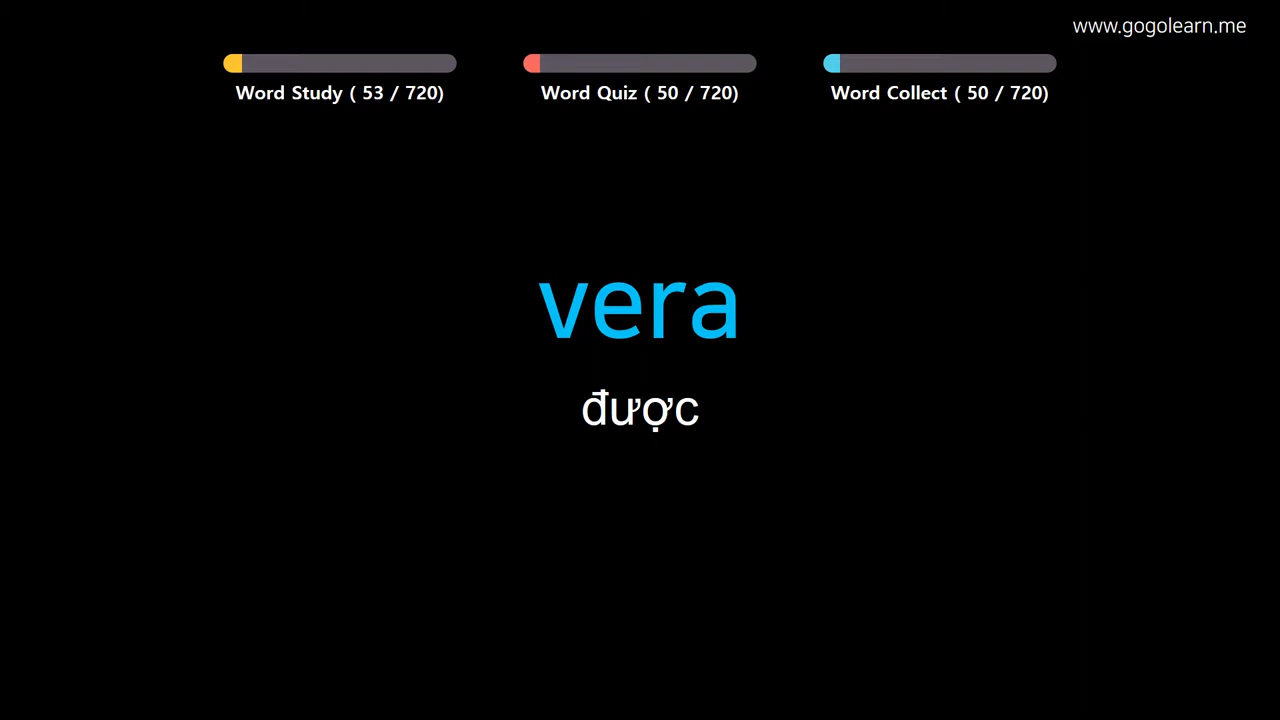 www.gogolearn.me
Word Study ( 53 / 720)
Word Quiz ( 50 / 720)
Word Collect ( 50 / 720)
vera
được